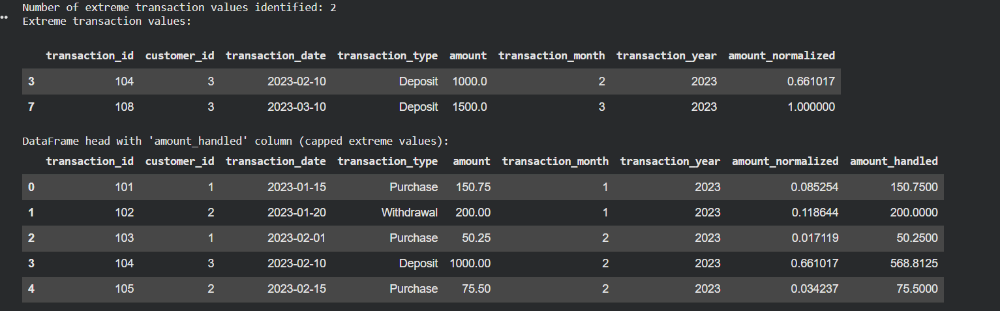 Number of extreme transaction values identified: 2
Extreme transaction values:
transaction_id customer_id transaction_date transaction_type amount transaction_month transaction_year amount_normalized
3 104 3 2023-02-10 Deposit 1000.0 2 2023 0.661017
7 108 3 2023-03-10 Deposit 1500.0 3 2023 1.000000
DataFrame head with 'amount_handled' column (capped extreme values):
transaction_id customer_id transaction_date transaction_type amount transaction_month transaction_year amount_normalized amount_handled
0 101 1 2023-01-15 Purchase 150.75 1 2023 0.085254 150.7500
1 102 2 2023-01-20 Withdrawal 200.00 1 2023 0.118644 200.0000
2 103 1 2023-02-01 Purchase 50.25 2 2023 0.017119 50.2500
3 104 3 2023-02-10 Deposit 1000.00 2 2023 0.661017 568.8125
4 105 2 2023-02-15 Purchase 75.50 2 2023 0.034237 75.5000